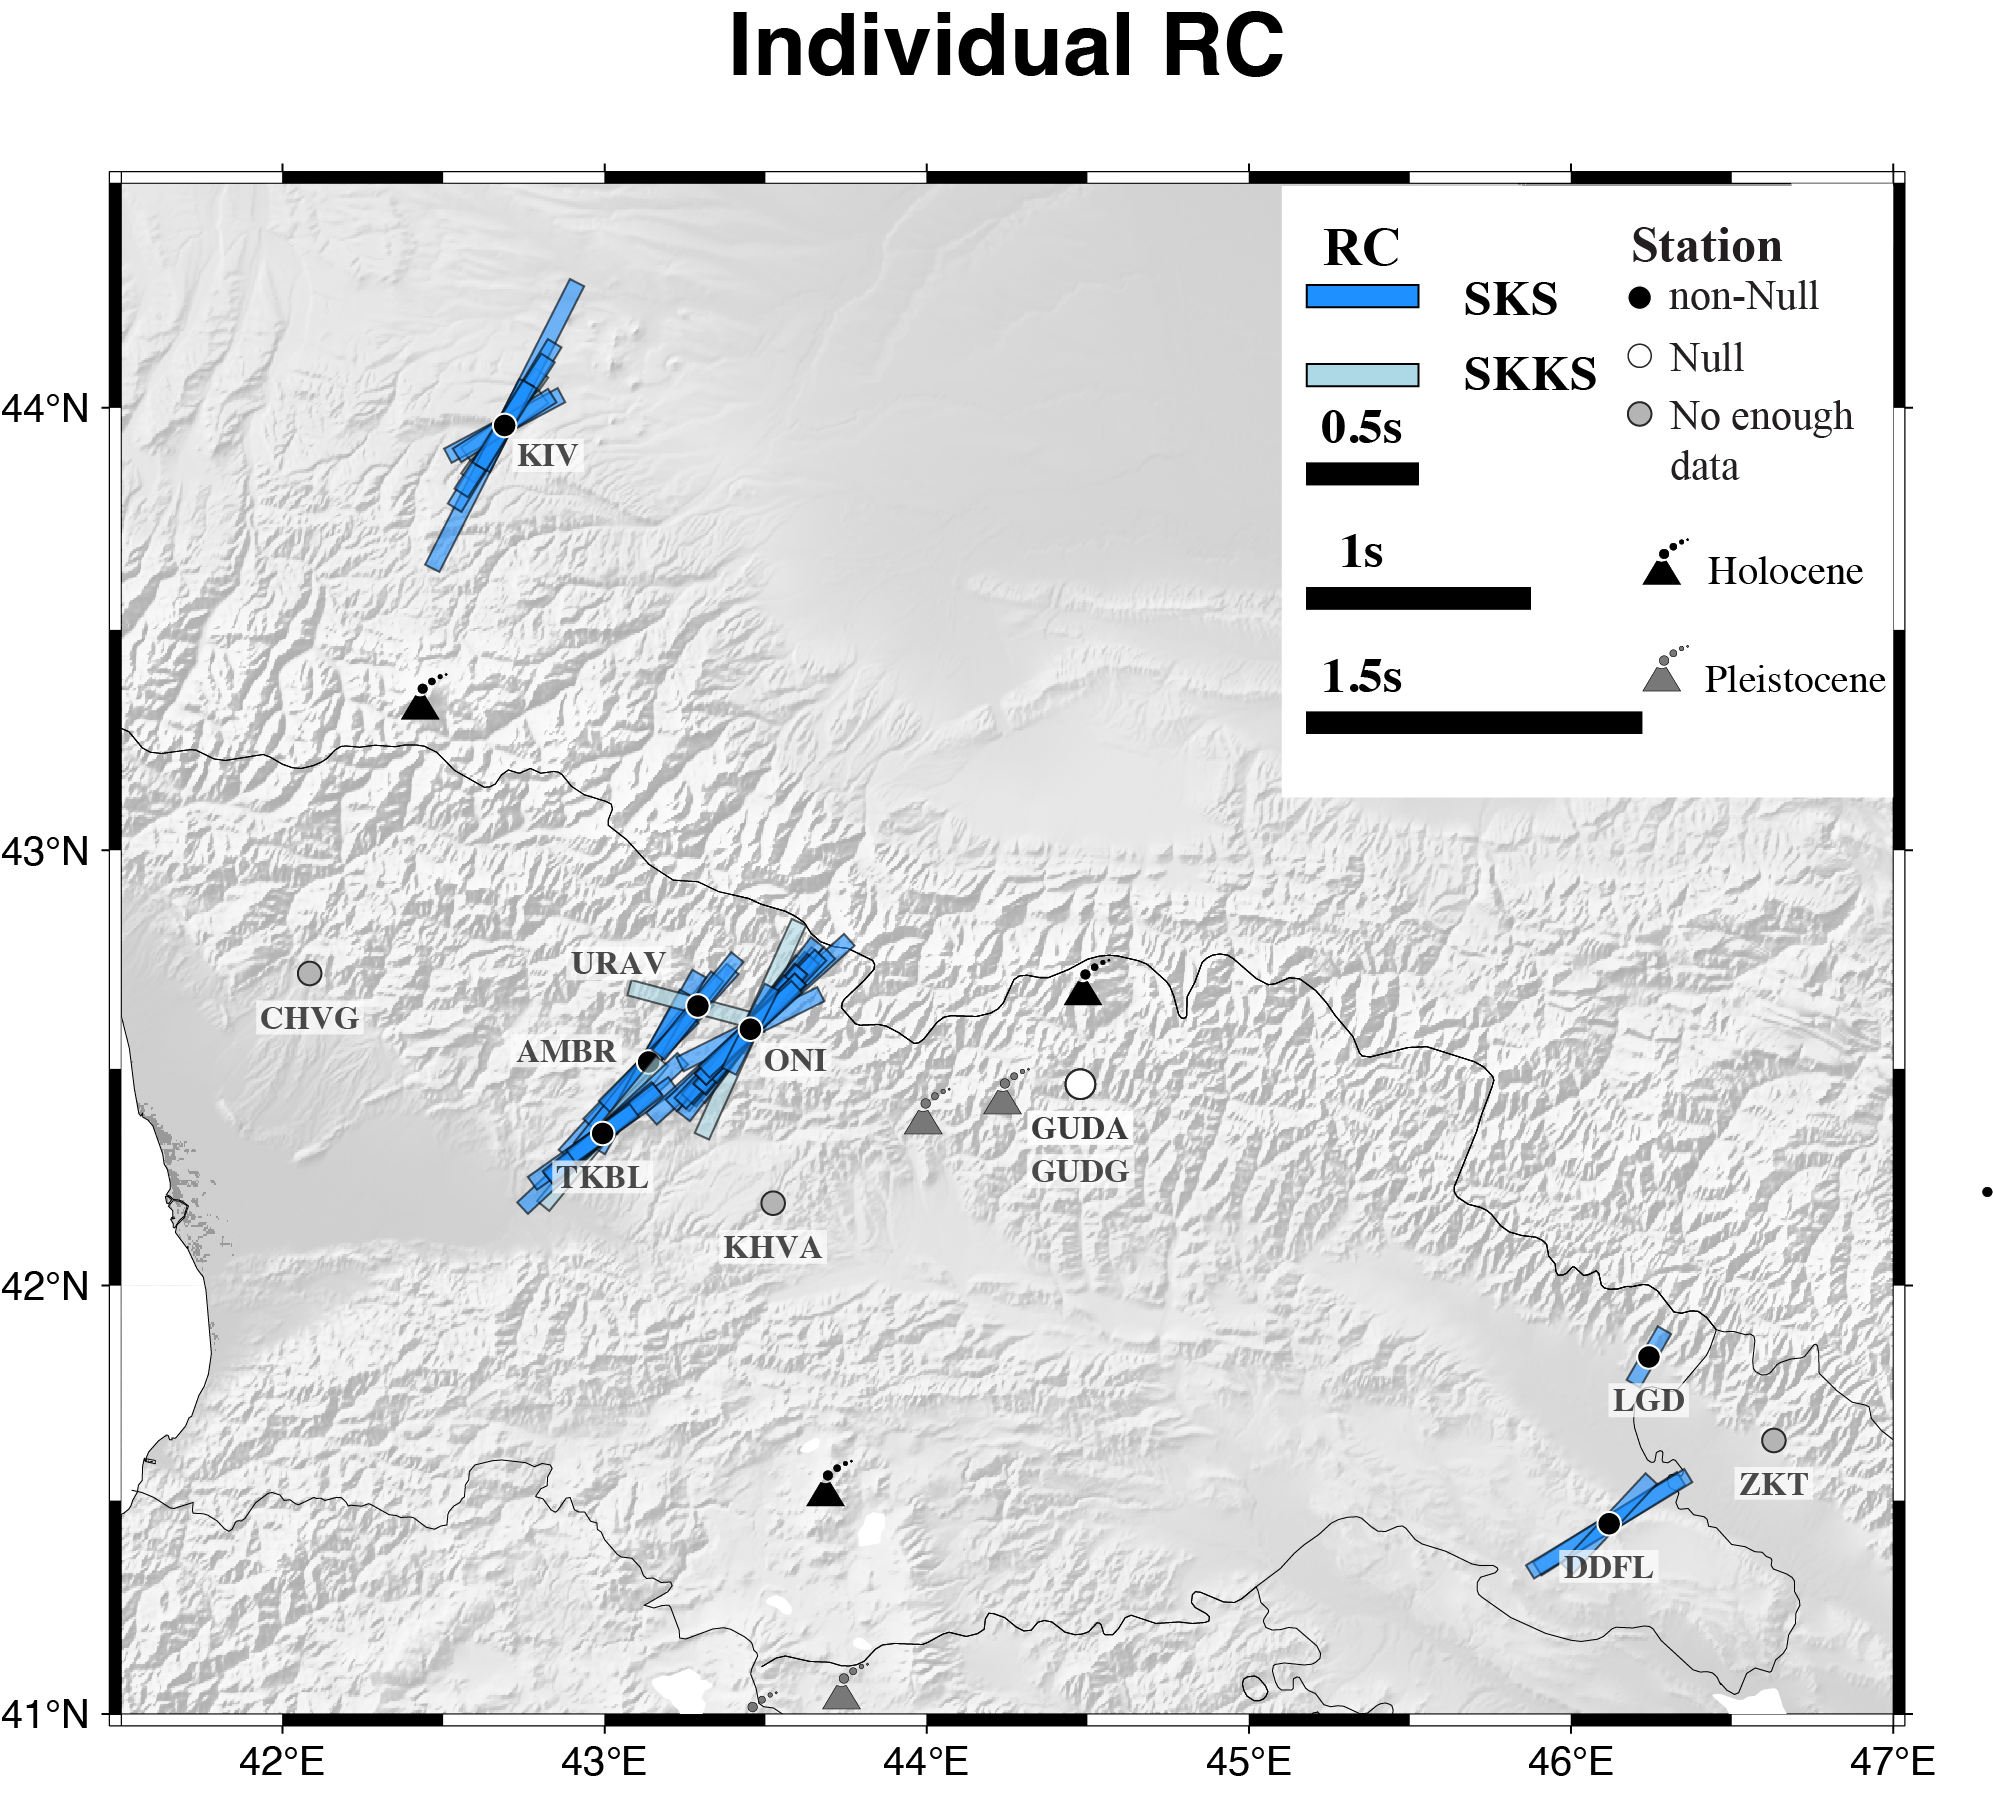 Individual RC
RC
SKS
SKKS
0.5s
1s
1.5s
Station
non-Null
Null
No enough
data
Holocene
Pleistocene
44°N
43°N
42°N
41°N
KIV
URAV
CHVG
AMBR
ONI
GUDA
GUDG
TKBL
KHVA
LGD
ZKT
DDFL
42°E
43°E
44°E
45°E
46°E
47°E